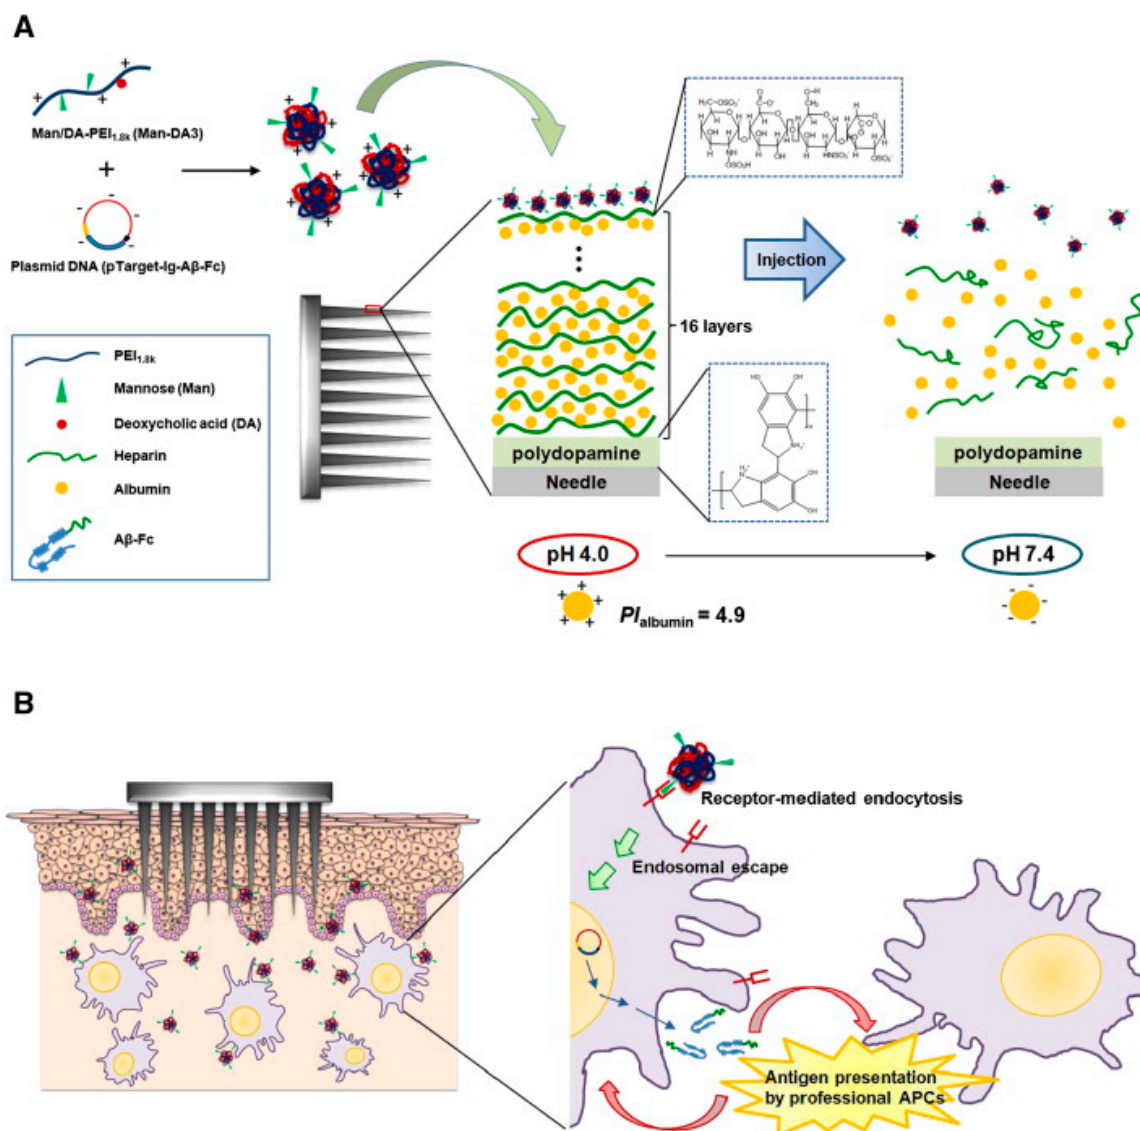 A
Man/DA-PEI1.8k (Man-DA3)
+
Plasmid DNA (pTarget-Ig-Aβ-Fc)
PEI1.8k
Mannose (Man)
Deoxycholic acid (DA)
Heparin
Albumin
Aβ-Fc
16 layers
polydopamine
Needle
Injection
polydopamine
Needle
pH 4.0
pH 7.4
PIalbumin = 4.9
B
Receptor-mediated endocytosis
Endosomal escape
Antigen presentation
by professional APCs